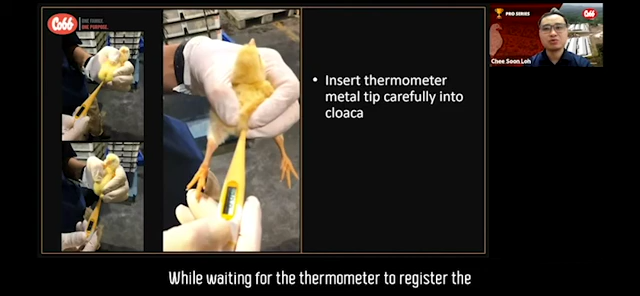 Cobb
ONE FAMILY.
ONE PURPOSE.
• Insert thermometer
metal tip carefully into
cloaca
PRO SERIES
Cobb
Chee Soon Loh
While waiting for the thermometer to register the